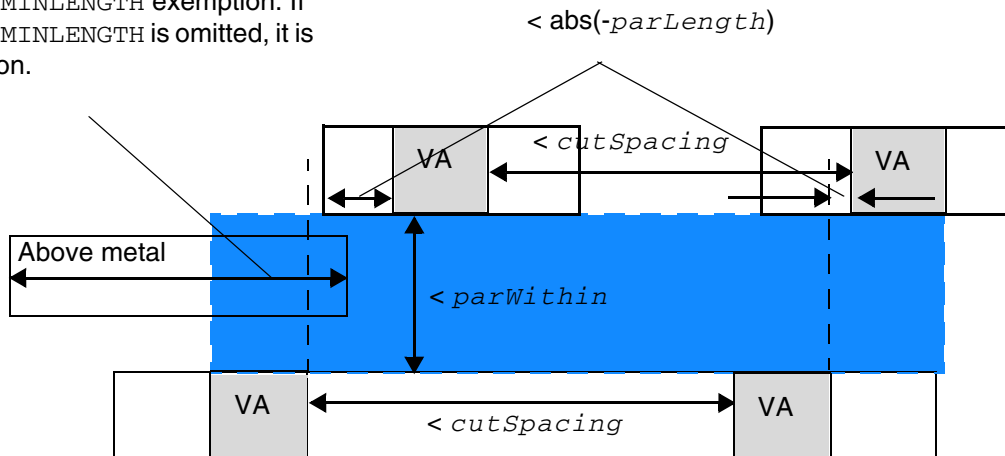 MINLENGTH exemption. If
MINLENGTH is omitted, it is
on.
< abs(-parLength)
VA
< cutSpacing
VA
Above metal
< parWithin
VA
< cutSpacing
VA